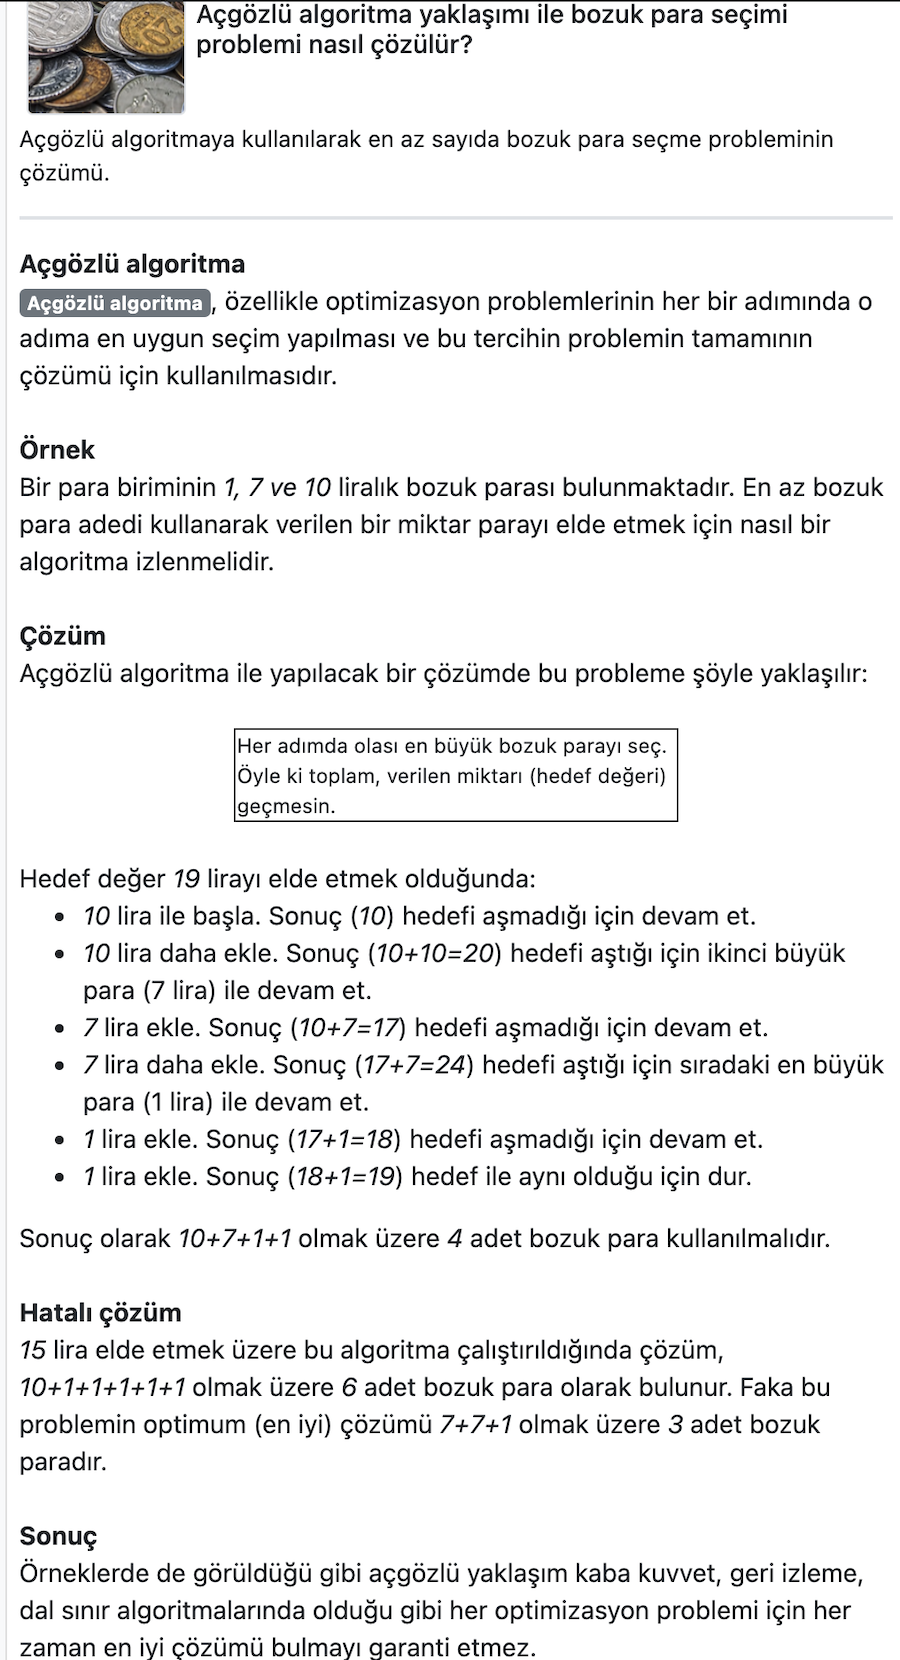 Açgözlü algoritma yaklaşımı ile bozuk para seçimi
problemi nasıl çözülür?
Açgözlü algoritmaya kullanılarak en az sayıda bozuk para seçme probleminin
çözümü.
Açgözlü algoritma
Açgözlü algoritma, özellikle optimizasyon problemlerinin her bir adımında o
adıma en uygun seçim yapılması ve bu tercihin problemin tamamının
çözümü için kullanılmasıdır.
Örnek
Bir para biriminin 1, 7 ve 10 liralık bozuk parası bulunmaktadır. En az bozuk
para adedi kullanarak verilen bir miktar parayı elde etmek için nasıl bir
algoritma izlenmelidir.
Çözüm
Açgözlü algoritma ile yapılacak bir çözümde bu probleme şöyle yaklaşılır:
Her adımda olası en büyük bozuk parayı seç.
Öyle ki toplam, verilen miktarı (hedef değeri)
geçmesin.
Hedef değer 19 lirayı elde etmek olduğunda:
• 10 lira ile başla. Sonuç (10) hedefi aşmadığı için devam et.
• 10 lira daha ekle. Sonuç (10+10=20) hedefi aştığı için ikinci büyük
para (7 lira) ile devam et.
• 7 lira ekle. Sonuç (10+7=17) hedefi aşmadığı için devam et.
• 7 lira daha ekle. Sonuç (17+7=24) hedefi aştığı için sıradaki en büyük
para (1 lira) ile devam et.
• 1 lira ekle. Sonuç (17+1=18) hedefi aşmadığı için devam et.
• 1 lira ekle. Sonuç (18+1=19) hedef ile aynı olduğu için dur.
Sonuç olarak 10+7+1+1 olmak üzere 4 adet bozuk para kullanılmalıdır.
Hatalı çözüm
15 lira elde etmek üzere bu algoritma çalıştırıldığında çözüm,
10+1+1+1+1+1 olmak üzere 6 adet bozuk para olarak bulunur. Faka bu
problemin optimum (en iyi) çözümü 7+7+1 olmak üzere 3 adet bozuk
paradır.
Sonuç
Örneklerde de görüldüğü gibi açgözlü yaklaşım kaba kuvvet, geri izleme,
dal sınır algoritmalarında olduğu gibi her optimizasyon problemi için her
zaman en iyi çözümü bulmayı garanti etmez.